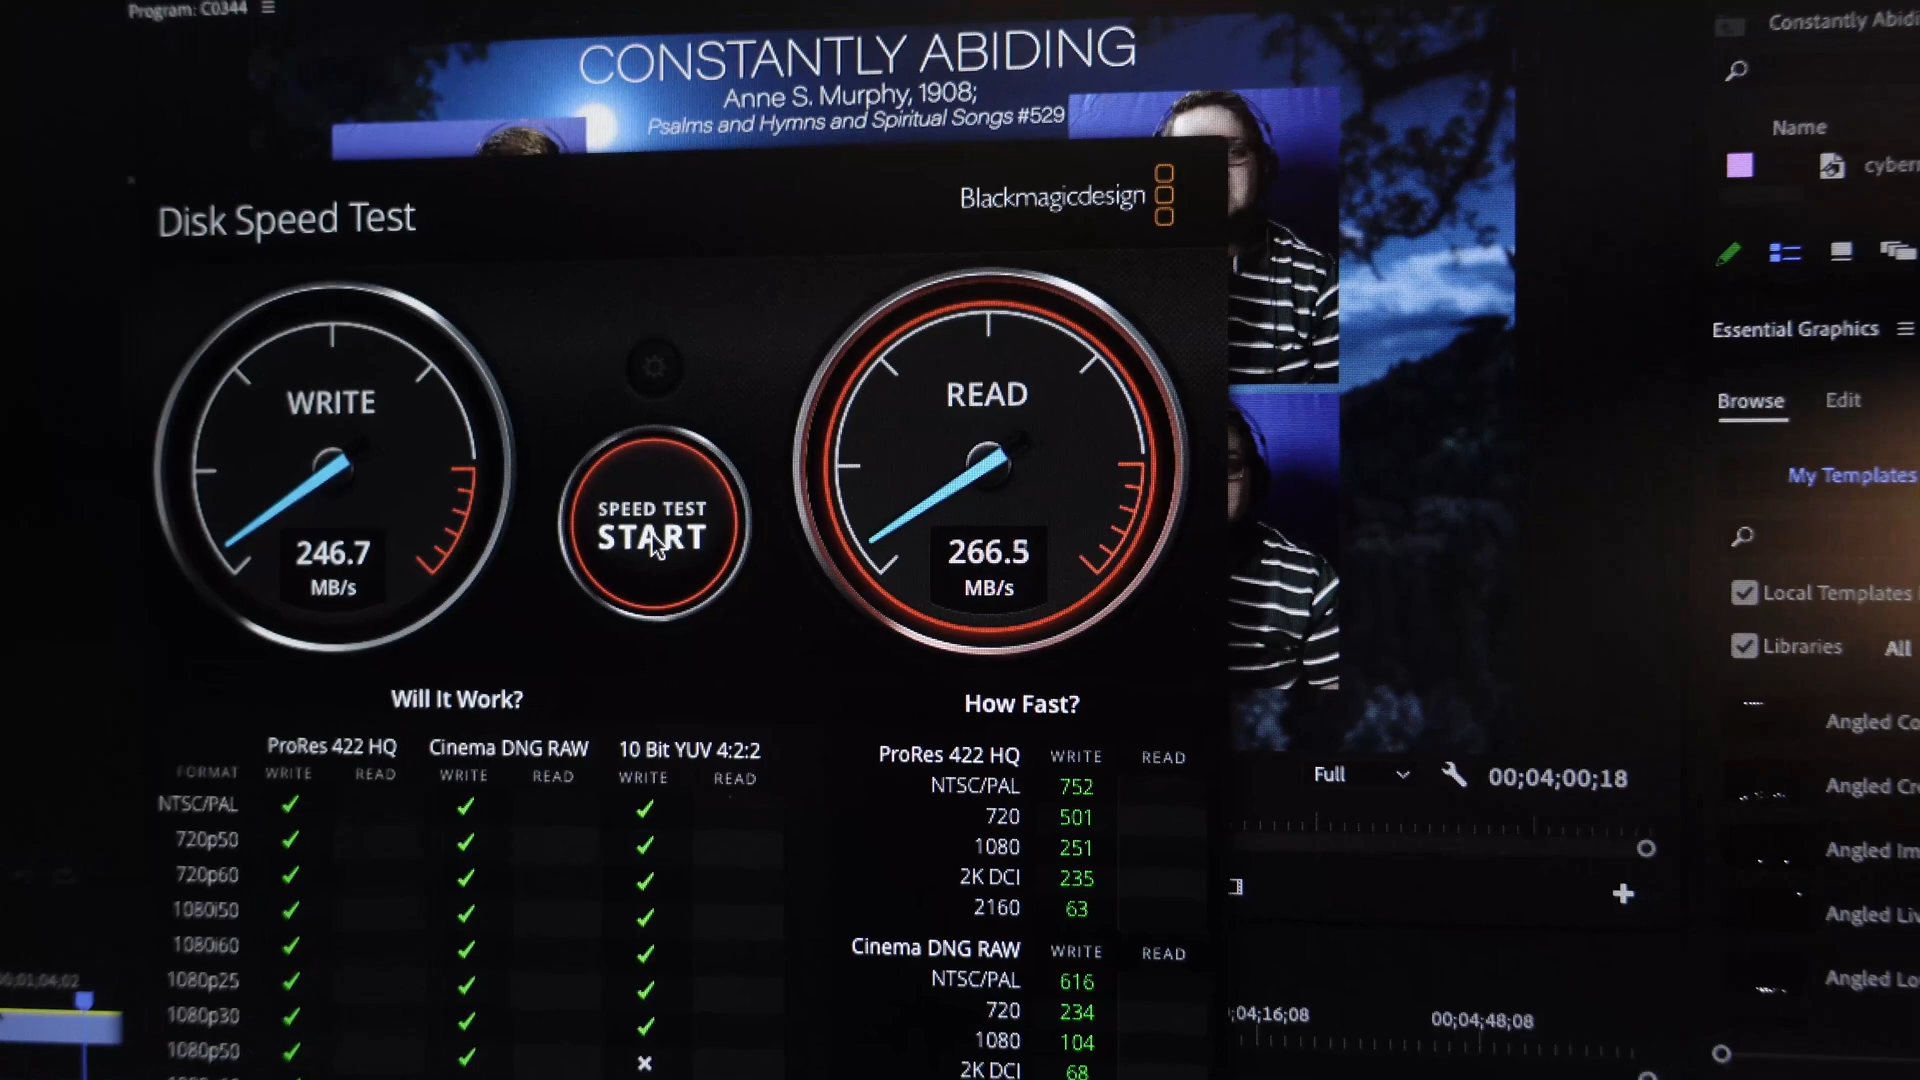 Program: C0344
CONSTANTLY ABIDING
Anne S. Murphy, 1908;
Psalms and Hymns and Spiritual Songs #529
Disk Speed Test
Blackmagicdesign
WRITE
246.7
MB/s
SPEED TEST
START
READ
266.5
MB/s
Will It Work?
ProRes 422 HQ Cinema DNG RAW 10 Bit YUV 4:2:2
FORMAT WRITE READ WRITE READ WRITE READ
NTSC/PAL
720p50
720p60
1080i50
1080i60
1080p25
1080p30
1080p50
How Fast?
ProRes 422 HQ WRITE READ
NTSC/PAL 752
720 501
1080 251
2K DCI 235
2160 63
Cinema DNG RAW WRITE READ
NTSC/PAL 616
720 234
1080 104
2K DCI 68
Full 00;04;00;18
;04;16;08 00;04;48;08
Constantly Abidi
Name
cybern
Essential Graphics
Browse Edit
My Templates
Local Templates
Libraries All
Angled Co
Angled Cre
Angled Im
Angled Liv
Angled Lo